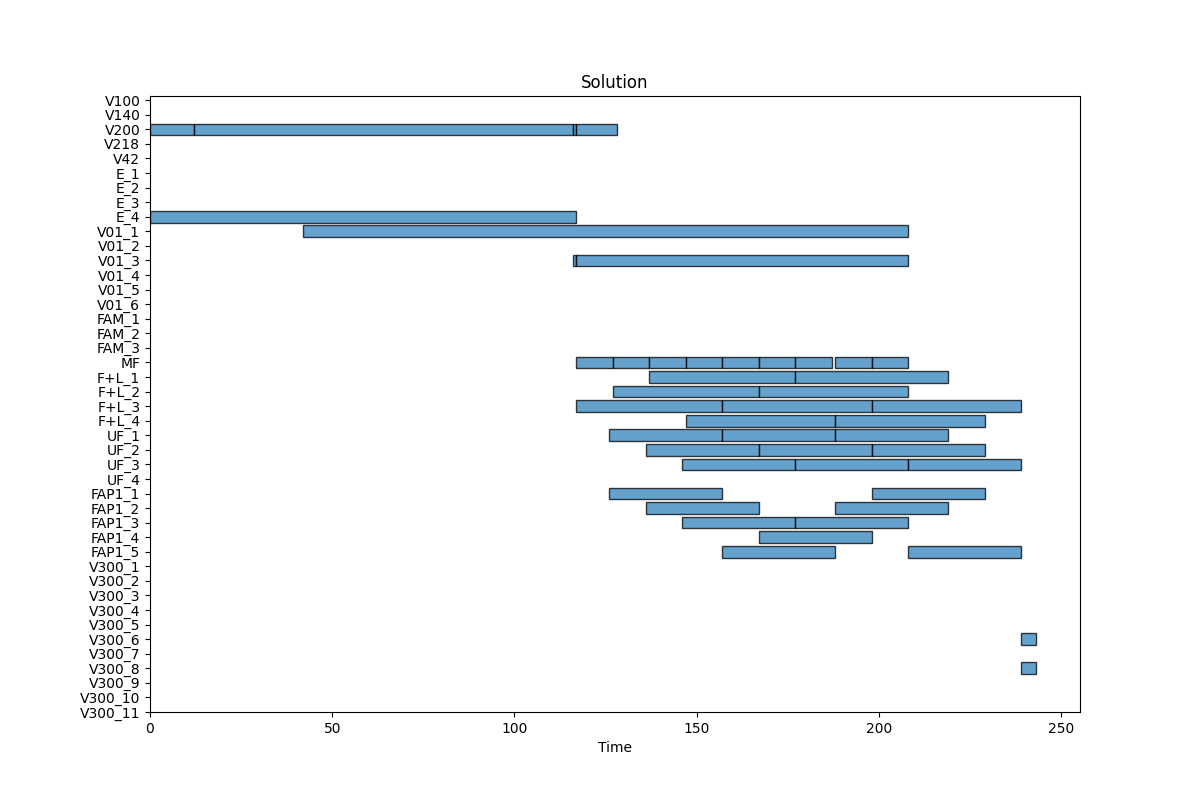 Solution
V100
V140
V200
V218
V42
E_1
E_2
E_3
E_4
V01_1
V01_2
V01_3
V01_4
V01_5
V01_6
FAM_1
FAM_2
FAM_3
MF
F+L_1
F+L_2
F+L_3
F+L_4
UF_1
UF_2
UF_3
UF_4
FAP1_1
FAP1_2
FAP1_3
FAP1_4
FAP1_5
V300_1
V300_2
V300_3
V300_4
V300_5
V300_6
V300_7
V300_8
V300_9
V300_10
V300_11
0 50 100 150 200 250
Time